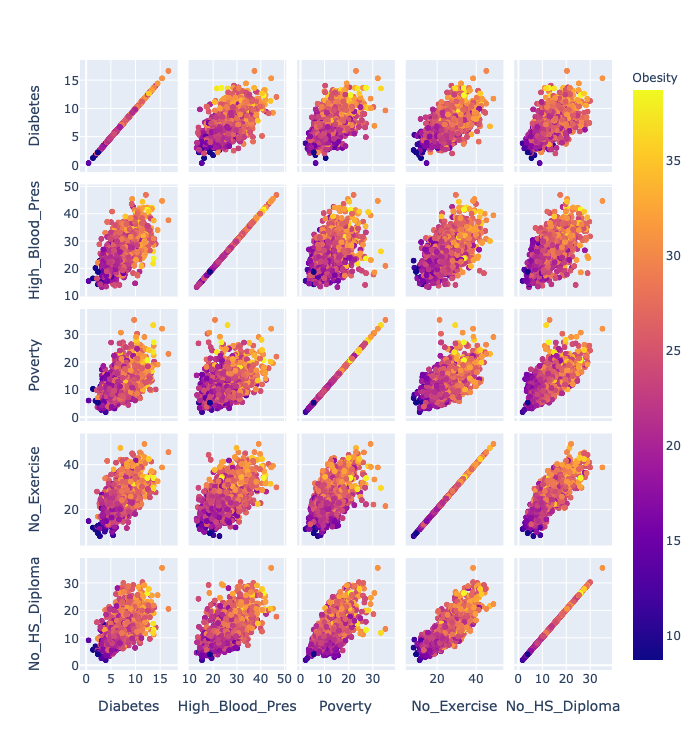 Obesity
Diabetes
15
10
5
0
High_Blood_Pres
50
40
30
20
10
Poverty
30
20
10
0
No_Exercise
40
20
No_HS_Diploma
30
20
10
0
0 5 10 15
10 20 30 40 50
0 10 20 30
20 40
0 10 20 30
Diabetes High_Blood_Pres Poverty No_Exercise No_HS_Diploma
35
30
25
20
15
10